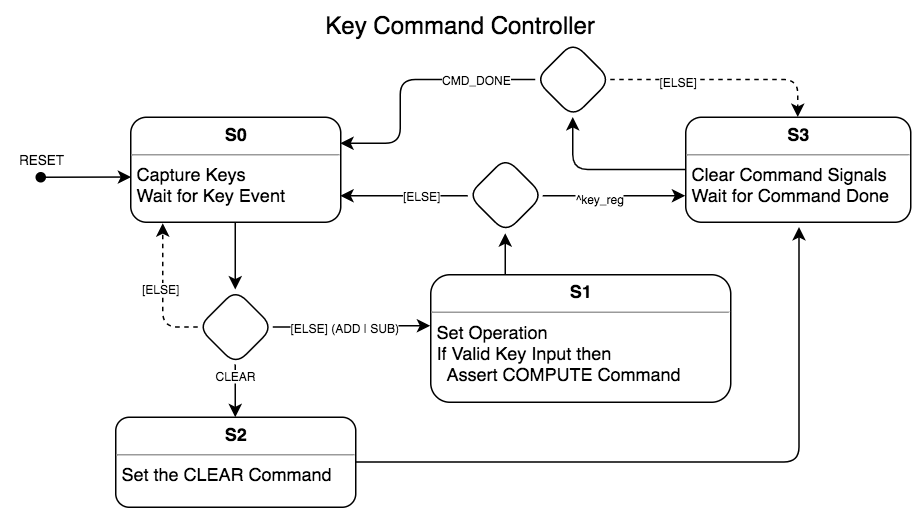 Key Command Controller
CMD_DONE
[ELSE]
S0
S3
RESET
Capture Keys
Wait for Key Event
Clear Command Signals
Wait for Command Done
[ELSE]
^key_reg
[ELSE]
S1
[ELSE] (ADD | SUB)
Set Operation
If Valid Key Input then
Assert COMPUTE Command
CLEAR
S2
Set the CLEAR Command